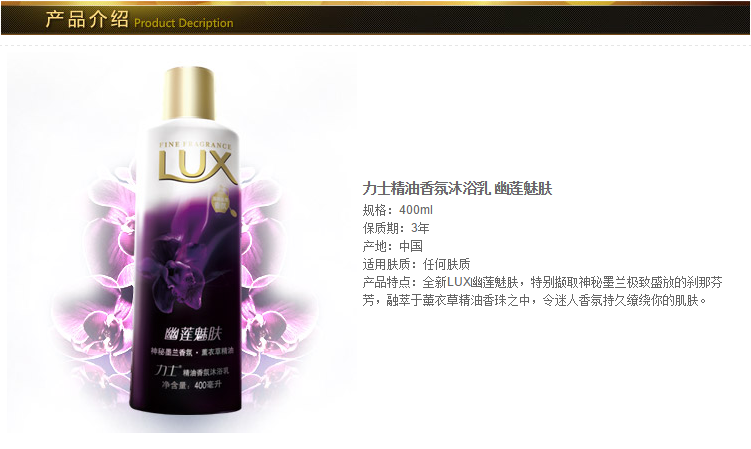 产品介绍 Product Decription
FINE FRAGRANCE
LUX
幽莲魅肤
神秘墨兰香氛·薰衣草精油
力士 精油香氛沐浴乳
净含量：400毫升
力士精油香氛沐浴乳 幽莲魅肤
规格：400ml
保质期：3年
产地：中国
适用肤质：任何肤质
产品特点：全新LUX幽莲魅肤，特别撷取神秘墨兰极致盛放的刹那芬
芳，融萃于薰衣草精油香珠之中，令迷人香氛持久缠绕你的肌肤。